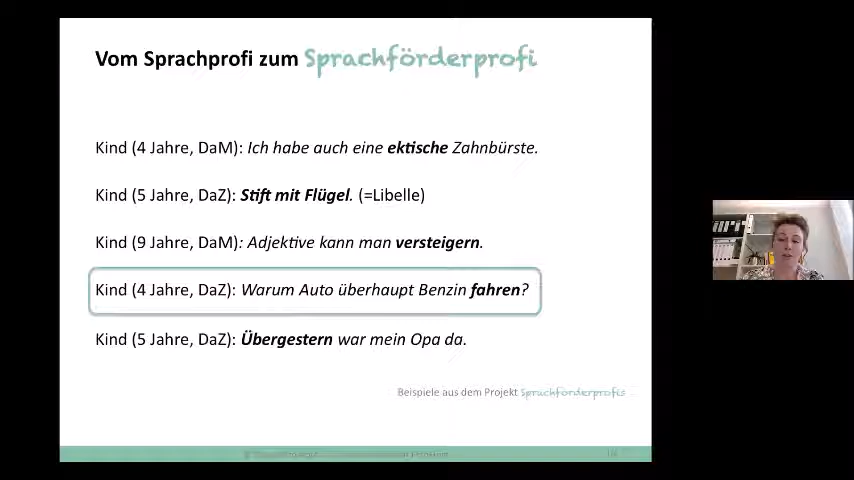 Vom Sprachprofi zum Sprachförderprofi
Kind (4 Jahre, DaM): Ich habe auch eine ektische Zahnbürste.
Kind (5 Jahre, DaZ): Stift mit Flügel. (=Libelle)
Kind (9 Jahre, DaM): Adjektive kann man versteigern.
Kind (4 Jahre, DaZ): Warum Auto überhaupt Benzin fahren?
Kind (5 Jahre, DaZ): Übergestern war mein Opa da.
Beispiele aus dem Projekt Sprachförderprofis